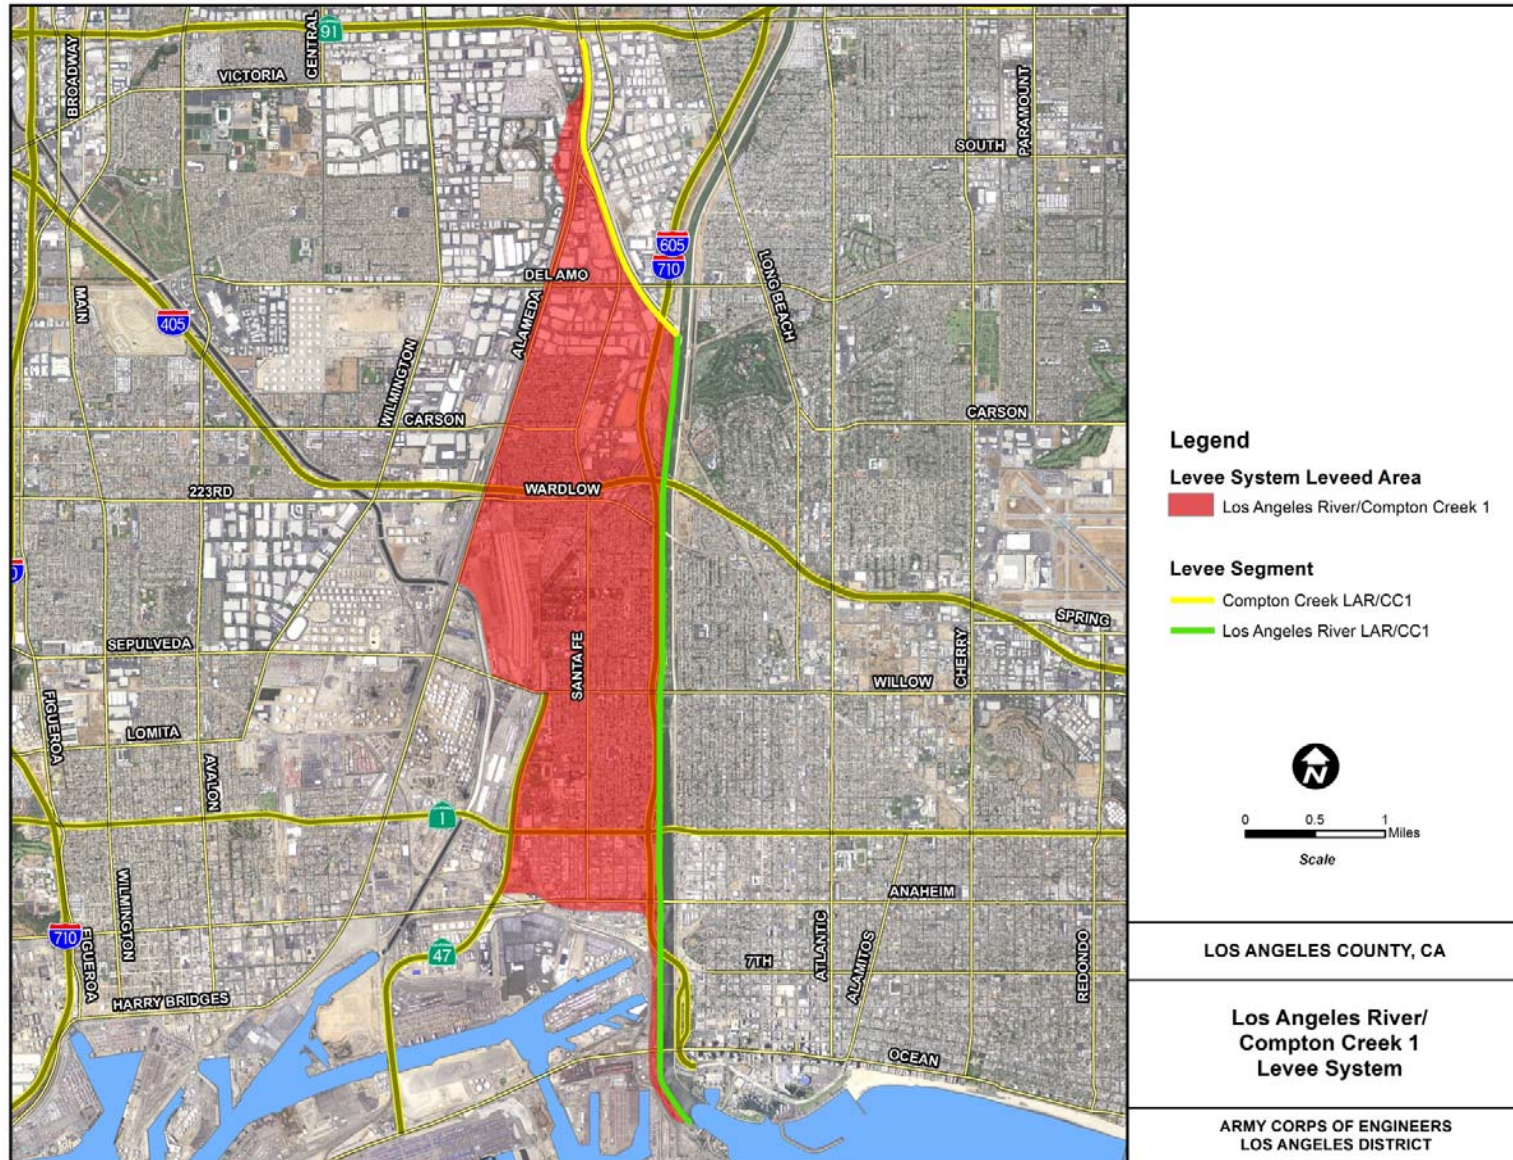 91
BROADWAY
CENTRAL
VICTORIA
PARAMOUNT
SOUTH
605
710
DEL AMO
LONG BEACH
MAIN
405
ALAMEDA
WILMINGTON
CARSON
CARSON
223RD
WARDLOW
SPRING
SEPULVEDA
SANTA FE
CHERRY
WILLOW
FIGUEROA
LOMITA
AVALON
1
WILMINGTON
ANAHEIM
710
FIGUEROA
47
7TH
ATLANTIC
ALAMITOS
REDONDO
HARRY BRIDGES
OCEAN
Legend
Levee System Leveed Area
Los Angeles River/Compton Creek 1
Levee Segment
Compton Creek LAR/CC1
Los Angeles River LAR/CC1
N
0 0.5 1
Miles
Scale
LOS ANGELES COUNTY, CA
Los Angeles River/
Compton Creek 1
Levee System
ARMY CORPS OF ENGINEERS
LOS ANGELES DISTRICT